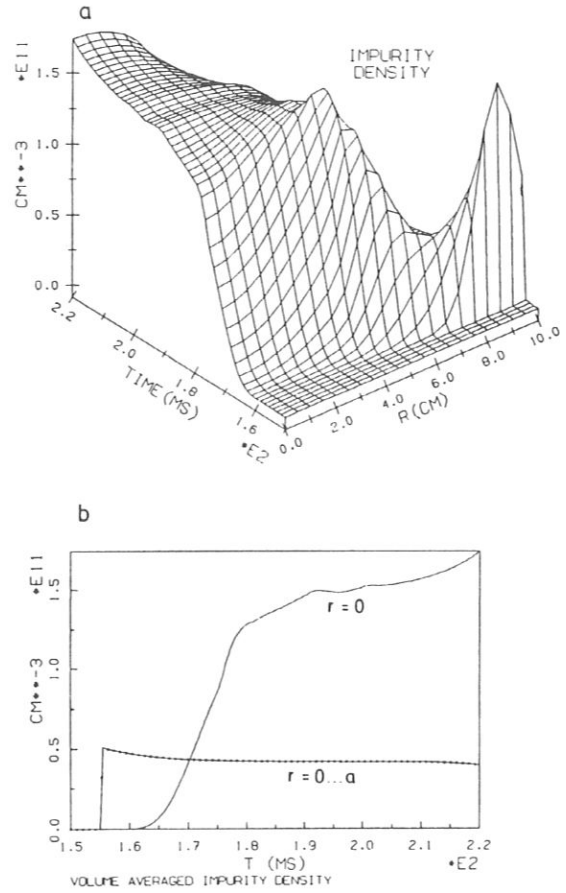 a
IMPURITY
DENSITY
CM**-3
*E11
1.5
1.0
0.5
0.0
2.2
2.0
1.8
1.6
TIME(MS)
*E2
0.0
2.0
4.0
6.0
8.0
10.0
R(CM)
b
CM**-3
*E11
1.5
1.0
0.5
0.0
r = 0
r = 0...a
1.5
1.6
1.7
1.8
1.9
2.0
2.1
2.2
T (MS)
*E2
VOLUME AVERAGED IMPURITY DENSITY